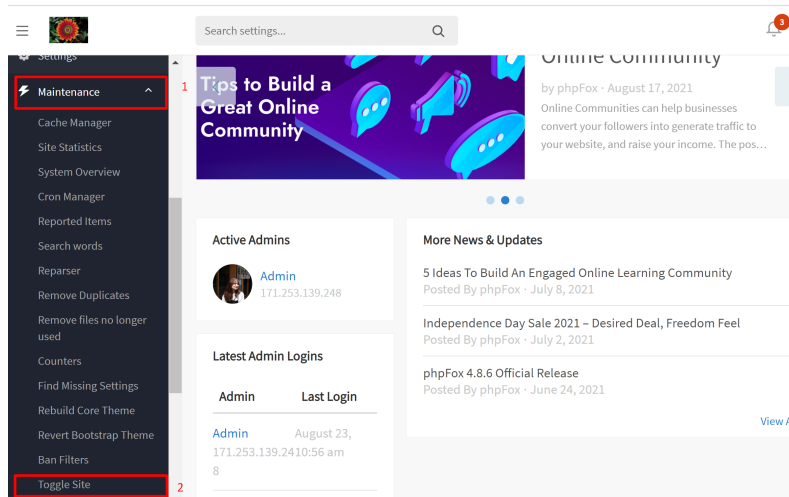 Search settings...
3
Settings
Maintenance
1
Cache Manager
Site Statistics
System Overview
Cron Manager
Reported Items
Search words
Reparser
Remove Duplicates
Remove files no longer
used
Counters
Find Missing Settings
Rebuild Core Theme
Revert Bootstrap Theme
Ban Filters
Toggle Site
2
Tips to Build a
Great Online
Community
Online Community
by phpFox · August 17, 2021
Online Communities can help businesses
convert your followers into generate traffic to
your website, and raise your income. The pos...
Active Admins
Admin
171.253.139.248
Latest Admin Logins
Admin Last Login
Admin August 23,
171.253.139.2410:56 am
8
More News & Updates
5 Ideas To Build An Engaged Online Learning Community
Posted By phpFox · July 8, 2021
Independence Day Sale 2021 – Desired Deal, Freedom Feel
Posted By phpFox · July 2, 2021
phpFox 4.8.6 Official Release
Posted By phpFox · June 24, 2021
View A